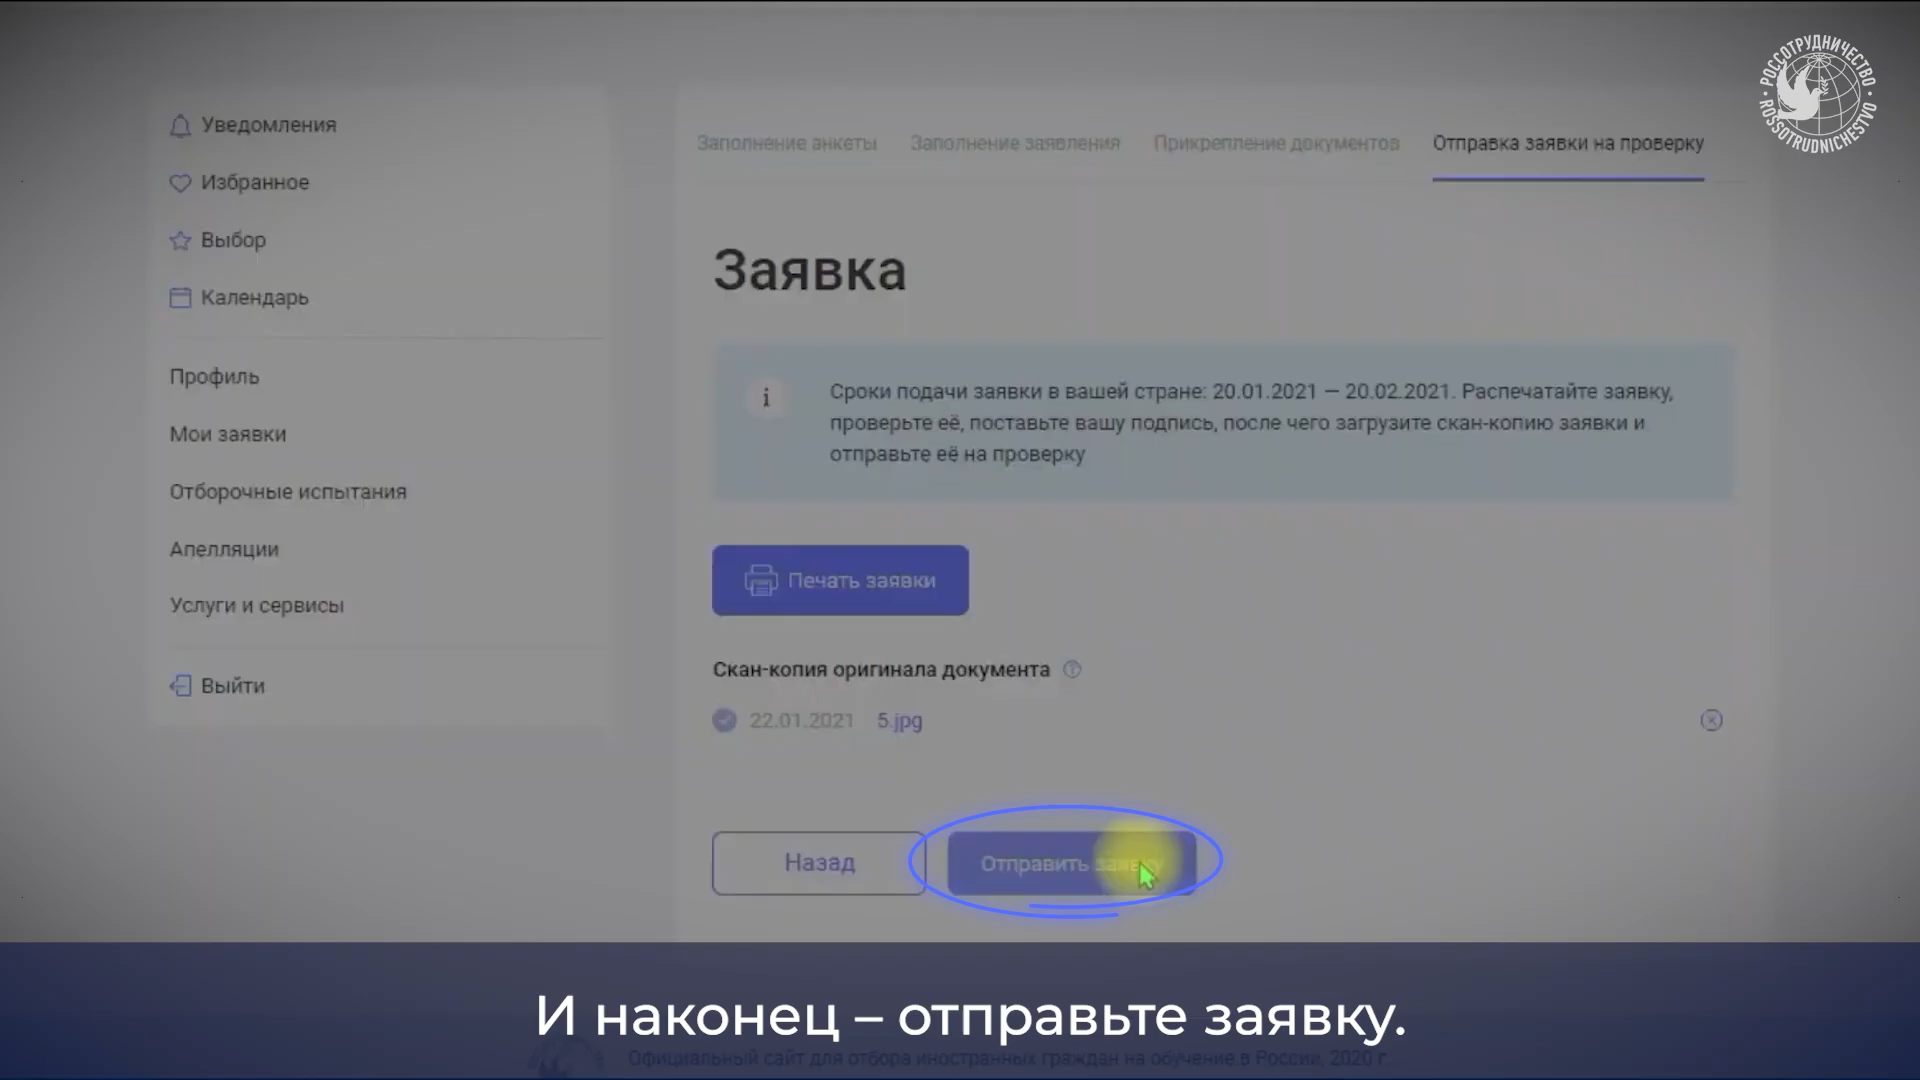 РОССОТРУДНИЧЕСТВО
ROSSOTRUDNICHESTVO
Уведомления
Избранное
Выбор
Календарь
Профиль
Мои заявки
Отборочные испытания
Апелляции
Услуги и сервисы
Выйти
Заполнение анкеты Заполнение заявления Прикрепление документов Отправка заявки на проверку
Заявка
i Сроки подачи заявки в вашей стране: 20.01.2021 — 20.02.2021. Распечатайте заявку,
проверьте её, поставьте вашу подпись, после чего загрузите скан-копию заявки и
отправьте её на проверку
Печать заявки
Скан-копия оригинала документа ?
22.01.2021 5.jpg
Назад Отправить заявку
И наконец – отправьте заявку.
Официальный сайт для отбора иностранных граждан на обучение в России, 2020 г.